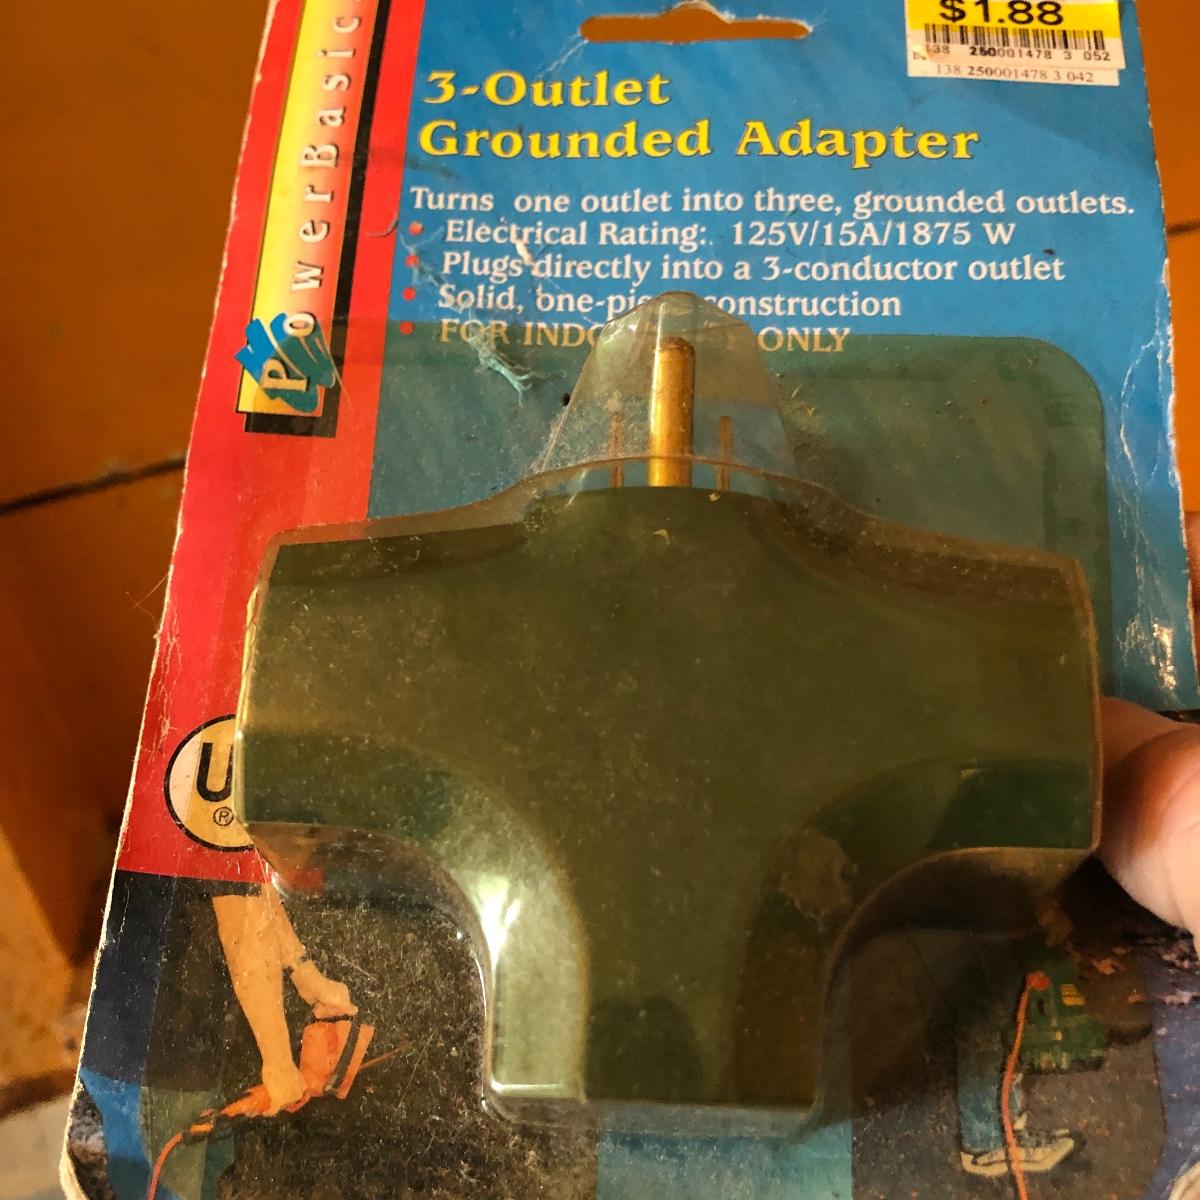 $1.88
138 250001478 3 052
138 250001478 3 042
PowerBasic
3-Outlet
Grounded Adapter
Turns one outlet into three, grounded outlets.
• Electrical Rating: 125V/15A/1875 W
• Plugs directly into a 3-conductor outlet
• Solid, one-pie construction
• FOR INDO ONLY
U
®